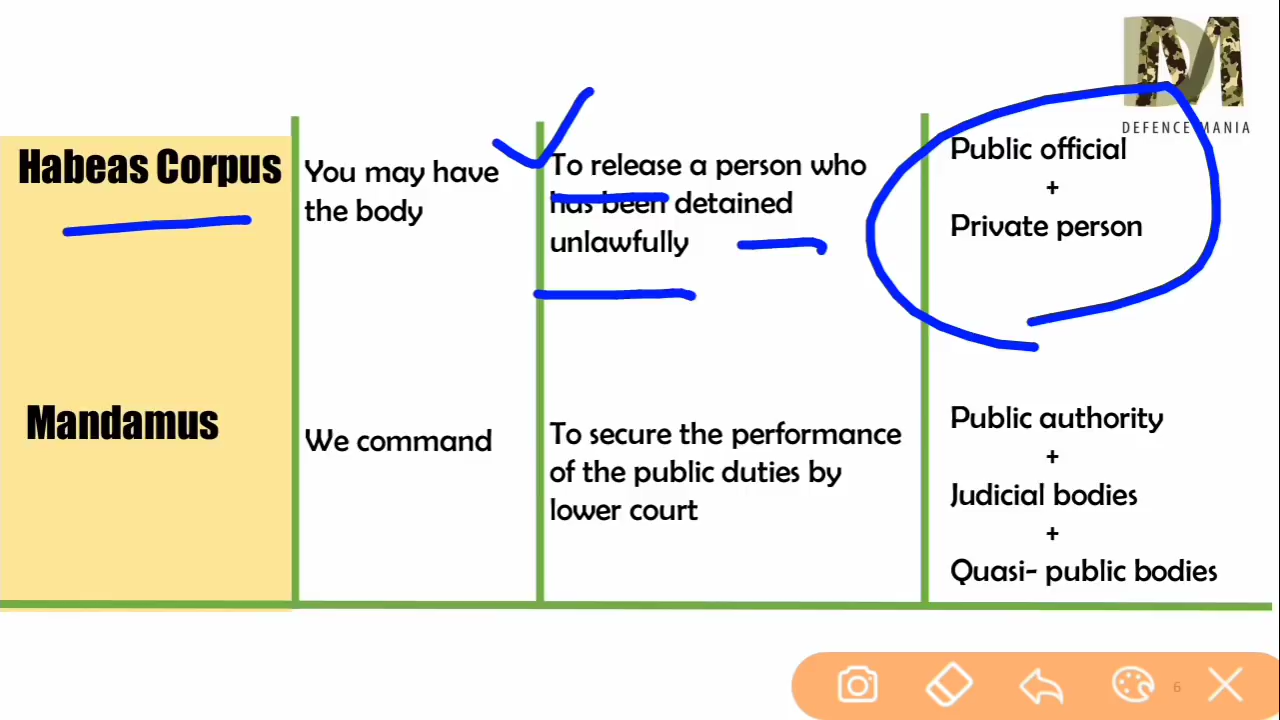 DM
DEFENCE MANIA
Habeas Corpus
You may have
the body
To release a person who
has been detained
unlawfully
Public official
+
Private person
Mandamus
We command
To secure the performance
of the public duties by
lower court
Public authority
+
Judicial bodies
+
Quasi- public bodies
6